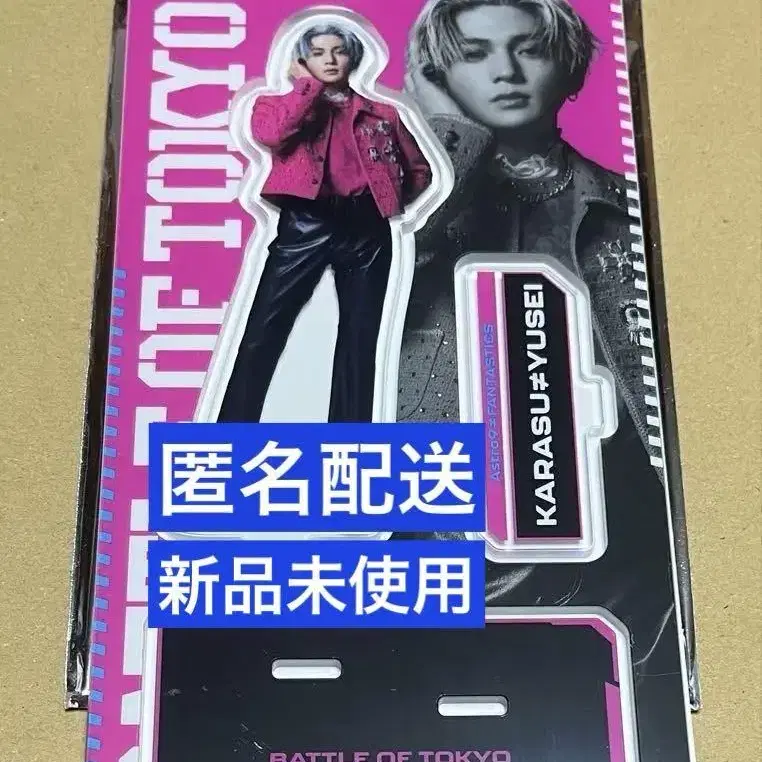 BATTLE OF TOKYO
Astro9≠FANTASTICS
KARASU≠YUSEI
匿名配送
新品未使用
BATTLE OF TOKYO